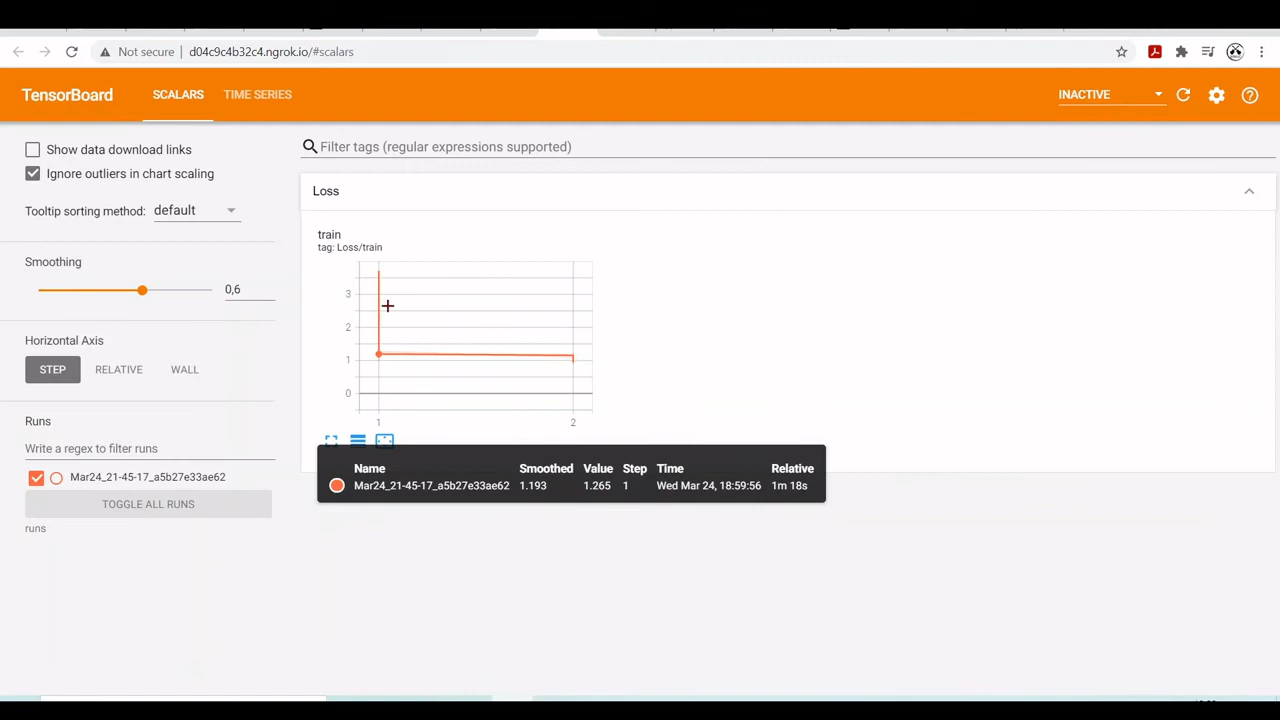 Not secure d04c9c4b32c4.ngrok.io/#scalars
TensorBoard SCALARS TIME SERIES INACTIVE
Show data download links
Ignore outliers in chart scaling
Tooltip sorting method: default
Smoothing
0,6
Horizontal Axis
STEP RELATIVE WALL
Runs
Write a regex to filter runs
Mar24_21-45-17_a5b27e33ae62
TOGGLE ALL RUNS
runs
Filter tags (regular expressions supported)
Loss
train
tag: Loss/train
3
2
1
0
1 2
Name Smoothed Value Step Time Relative
Mar24_21-45-17_a5b27e33ae62 1.193 1.265 1 Wed Mar 24, 18:59:56 1m 18s